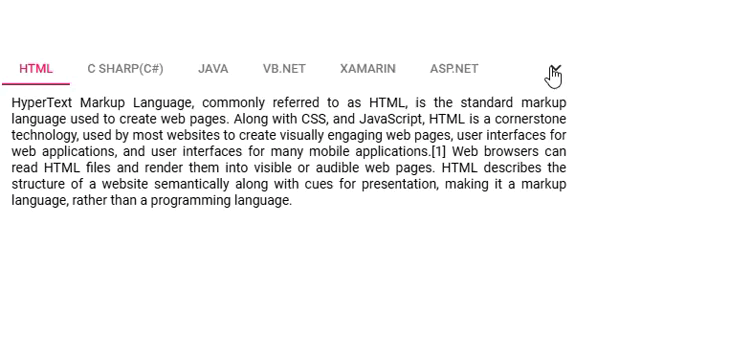 HTML C SHARP(C#) JAVA VB.NET XAMARIN ASP.NET
HyperText Markup Language, commonly referred to as HTML, is the standard markup
language used to create web pages. Along with CSS, and JavaScript, HTML is a cornerstone
technology, used by most websites to create visually engaging web pages, user interfaces for
web applications, and user interfaces for many mobile applications.[1] Web browsers can
read HTML files and render them into visible or audible web pages. HTML describes the
structure of a website semantically along with cues for presentation, making it a markup
language, rather than a programming language.